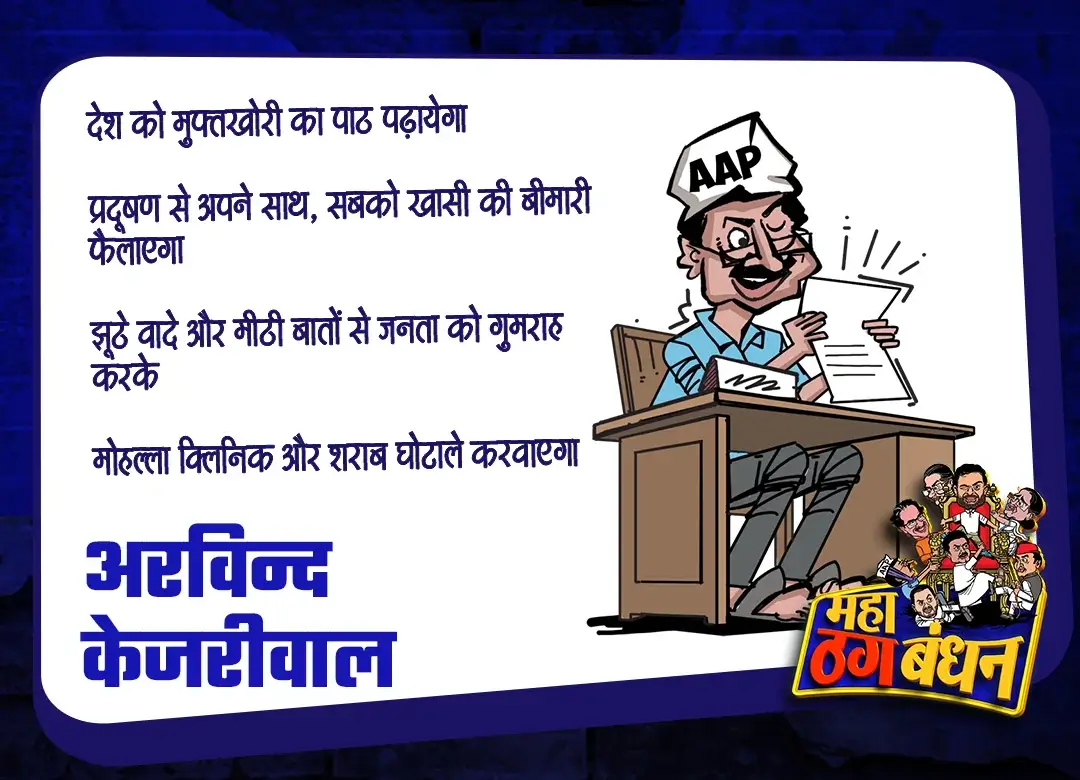 देश को मुफ्तखोरी का पाठ पढ़ायेगा
प्रदूषण से अपने साथ, सबको खासी की बीमारी
फैलाएगा
झूठे वादे और मीठी बातों से जनता को गुमराह
करके
मोहल्ला क्लिनिक और शराब घोटाले करवाएगा
अरविन्द
केजरीवाल
AAP
महा
ठग बंधन